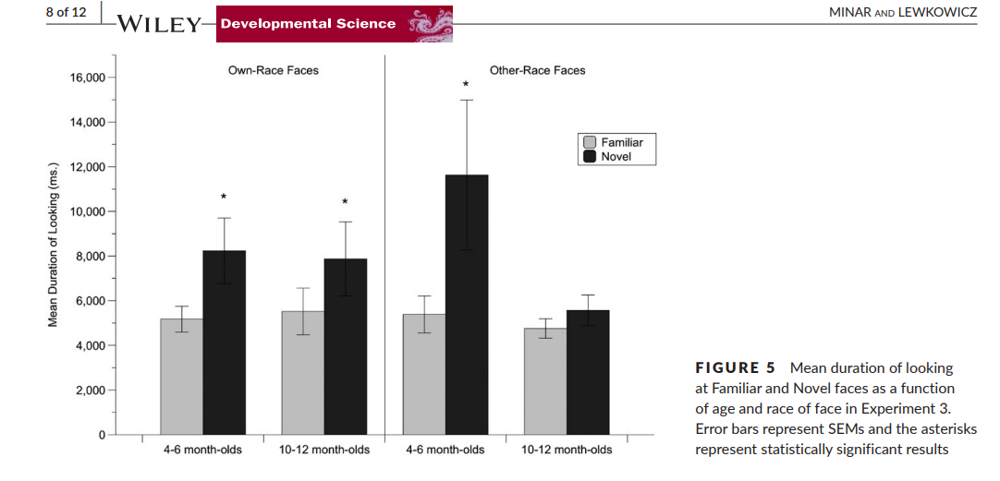 8 of 12
WILEY
Developmental Science
MINAR AND LEWKOWICZ
Own-Race Faces
Other-Race Faces
Familiar
Novel
Mean Duration of Looking (ms.)
16,000
14,000
12,000
10,000
8,000
6,000
4,000
2,000
0
*
*
*
4-6 month-olds
10-12 month-olds
4-6 month-olds
10-12 month-olds
FIGURE 5 Mean duration of looking
at Familiar and Novel faces as a function
of age and race of face in Experiment 3.
Error bars represent SEMs and the asterisks
represent statistically significant results